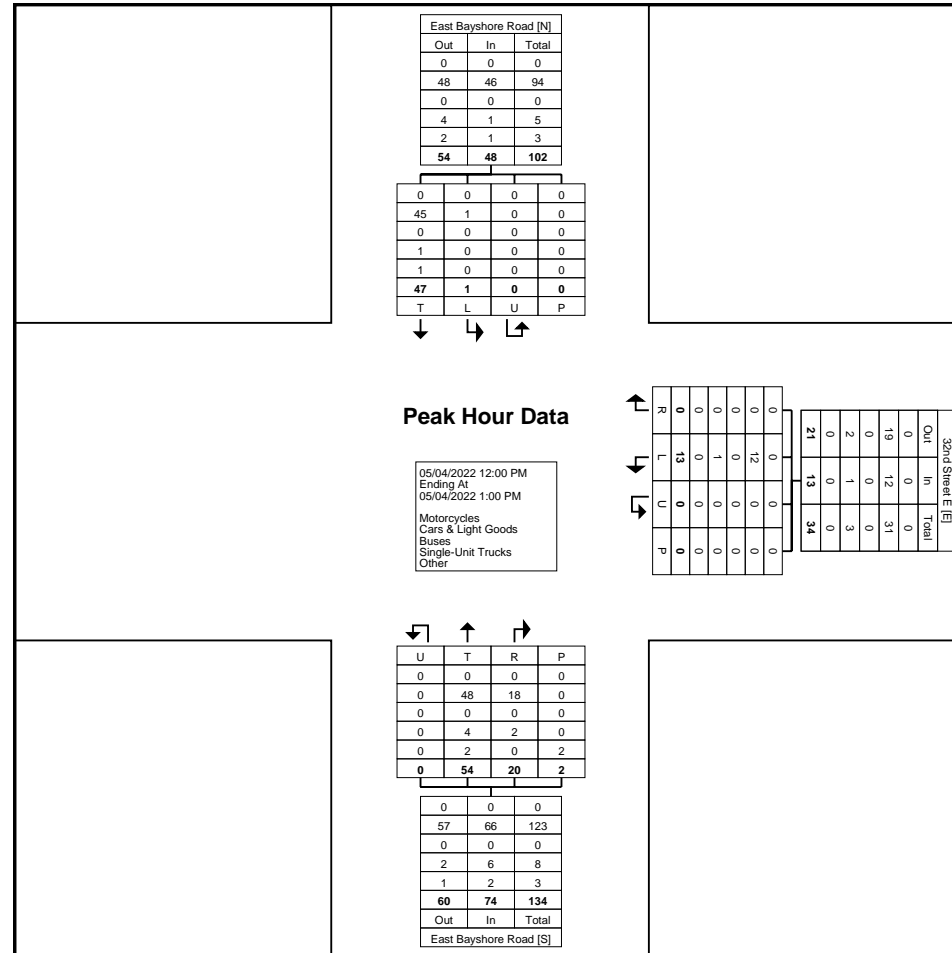 East Bayshore Road [N]
Out In Total
0 0 0
48 46 94
0 0 0
4 1 5
2 1 3
54 48 102
0 0 0 0
45 1 0 0
0 0 0 0
1 0 0 0
1 0 0 0
47 1 0 0
T L U P
Peak Hour Data
05/04/2022 12:00 PM
Ending At
05/04/2022 1:00 PM
Motorcycles
Cars & Light Goods
Buses
Single-Unit Trucks
Other
32nd Street E [E]
Out In Total
0 0 0
19 12 31
0 0 0
2 1 3
0 0 0
21 13 34
0 0 0 0
0 12 0 0
0 0 0 0
0 1 0 0
0 0 0 0
0 13 0 0
R L U P
U T R P
0 0 0 0
0 48 18 0
0 0 0 0
0 4 2 0
0 2 0 2
0 54 20 2
0 0 0
57 66 123
0 0 0
2 6 8
1 2 3
60 74 134
Out In Total
East Bayshore Road [S]